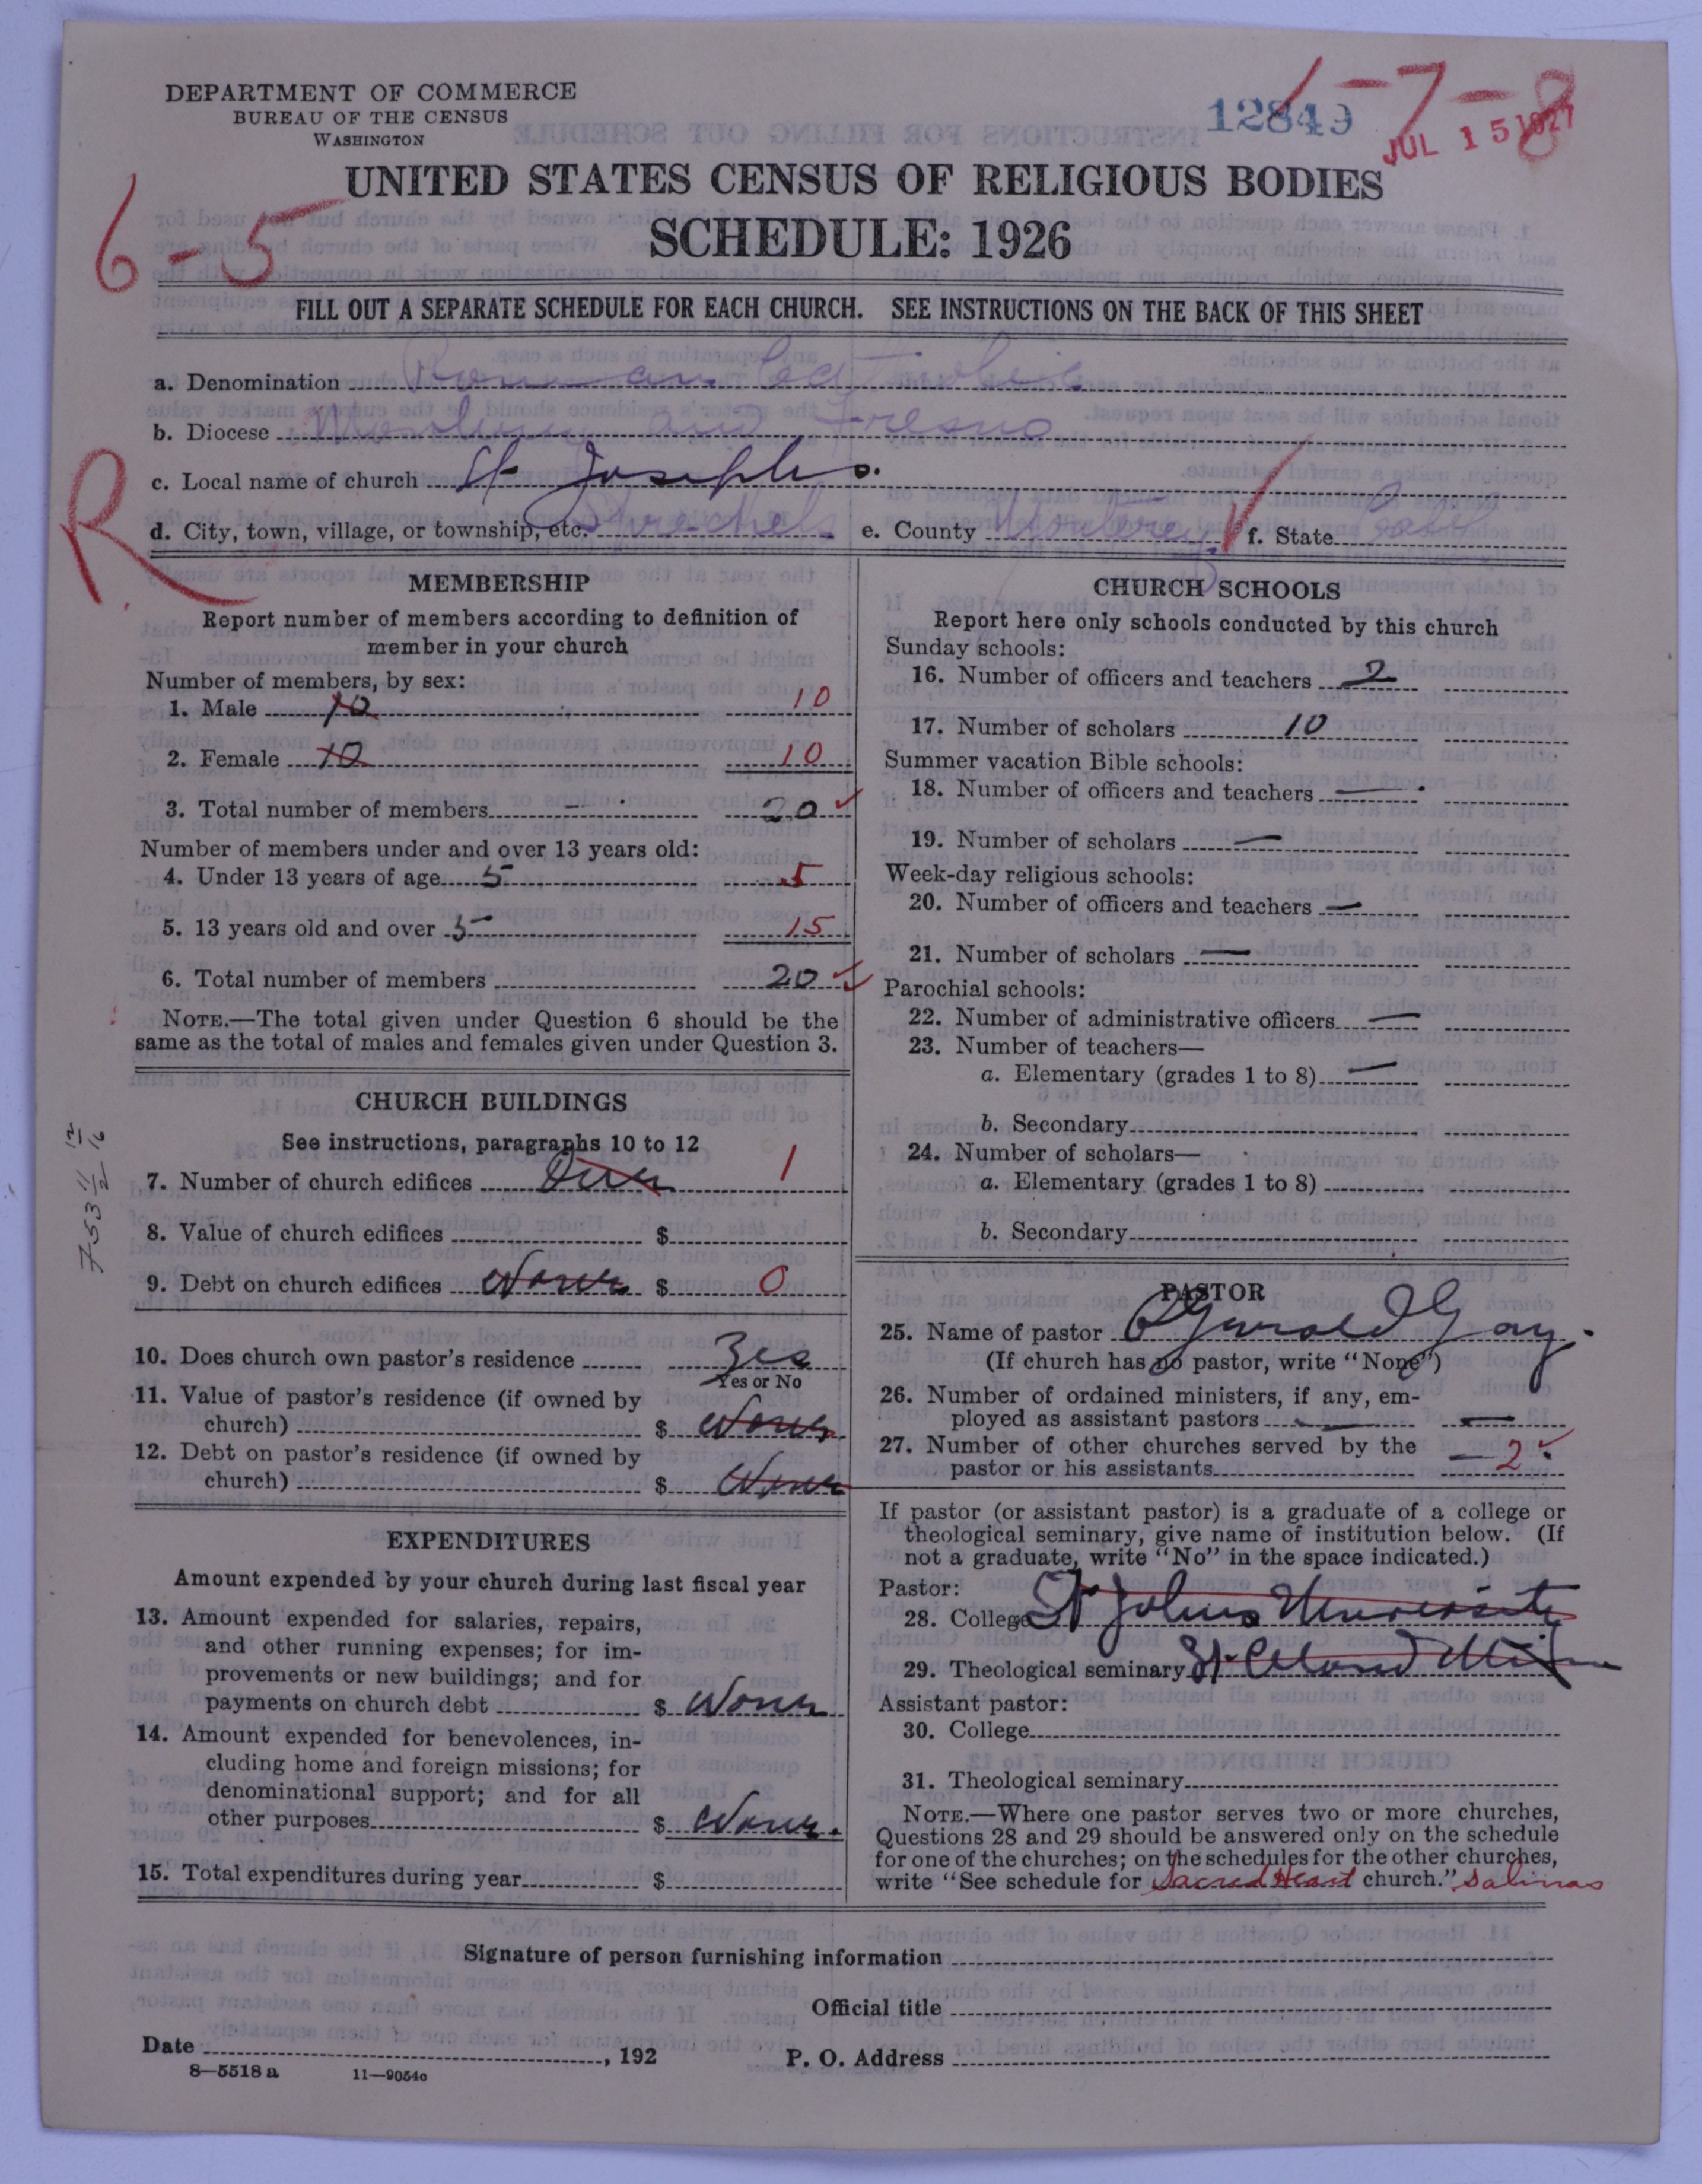 DEPARTMENT OF COMMERCE
BUREAU OF THE CENSUS
WASHINGTON
12849
-7-8
JUL 15 1927
UNITED STATES CENSUS OF RELIGIOUS BODIES
6-5
SCHEDULE: 1926
FILL OUT A SEPARATE SCHEDULE FOR EACH CHURCH. SEE INSTRUCTIONS ON THE BACK OF THIS SHEET
a. Denomination Roman Catholic
b. Diocese and Fresno
c. Local name of church St Josephs.
R
d. City, town, village, or township, etc. e. County Monterey f. State Cali
MEMBERSHIP
Report number of members according to definition of
member in your church
Number of members, by sex:
1. Male 10 10
2. Female 10 10
3. Total number of members 20
Number of members under and over 13 years old:
4. Under 13 years of age 5 5
5. 13 years old and over 5 15
6. Total number of members 20
NOTE.—The total given under Question 6 should be the
same as the total of males and females given under Question 3.
CHURCH BUILDINGS
See instructions, paragraphs 10 to 12
7. Number of church edifices One 1
8. Value of church edifices $
9. Debt on church edifices None $ 0
10. Does church own pastor's residence Yes
Yes or No
11. Value of pastor's residence (if owned by
church) $ None
12. Debt on pastor's residence (if owned by
church) $ None
EXPENDITURES
Amount expended by your church during last fiscal year
13. Amount expended for salaries, repairs,
and other running expenses; for im-
provements or new buildings; and for
payments on church debt $ None
14. Amount expended for benevolences, in-
cluding home and foreign missions; for
denominational support; and for all
other purposes $ None.
15. Total expenditures during year $
CHURCH SCHOOLS
Report here only schools conducted by this church
Sunday schools:
16. Number of officers and teachers 2
17. Number of scholars 10
Summer vacation Bible schools:
18. Number of officers and teachers —
19. Number of scholars —
Week-day religious schools:
20. Number of officers and teachers —
21. Number of scholars —
Parochial schools:
22. Number of administrative officers —
23. Number of teachers—
a. Elementary (grades 1 to 8) —
b. Secondary
24. Number of scholars—
a. Elementary (grades 1 to 8)
b. Secondary
PASTOR
25. Name of pastor Gay.
(If church has no pastor, write "None")
26. Number of ordained ministers, if any, em-
ployed as assistant pastors — —
27. Number of other churches served by the
pastor or his assistants 2
If pastor (or assistant pastor) is a graduate of a college or
theological seminary, give name of institution below. (If
not a graduate, write "No" in the space indicated.)
Pastor:
28. College St Johns University
29. Theological seminary St Cloud Minn
Assistant pastor:
30. College
31. Theological seminary
NOTE.—Where one pastor serves two or more churches,
Questions 28 and 29 should be answered only on the schedule
for one of the churches; on the schedules for the other churches,
write "See schedule for Sacred Heart church." Salinas
Signature of person furnishing information
Official title
Date , 192
P. O. Address
8—5518 a 11—9054c